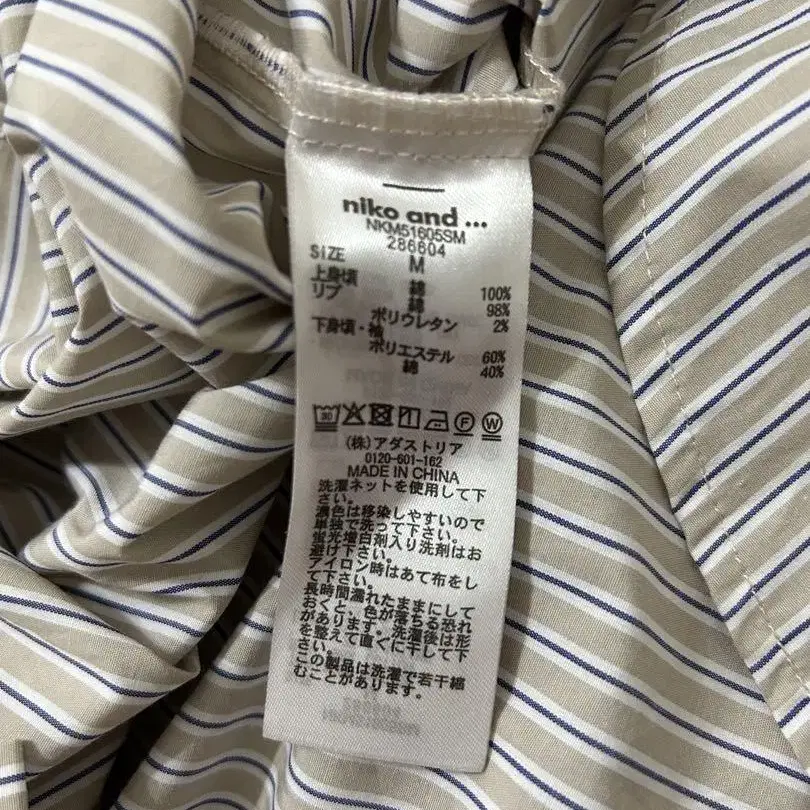 niko and ...
NKM51605SM
286604
SIZE M
上身頃 綿 100%
リブ 綿 98%
ポリウレタン 2%
下身頃・袖
ポリエステル 60%
綿 40%
(株)アダストリア
0120-601-162
MADE IN CHINA
洗濯ネットを使用して下
さい。
濃色は移染しやすいので
単独で洗って下さい。
蛍光増白剤入り洗剤はお
避け下さい。
アイロン時はあて布をし
て下さい。
長時間濡れたままにして
おくと、色が落ちる恐れ
があります。洗濯後は形
を整えて直ぐに干して下
さい。
この製品は洗濯で若干縮
むことがあります。